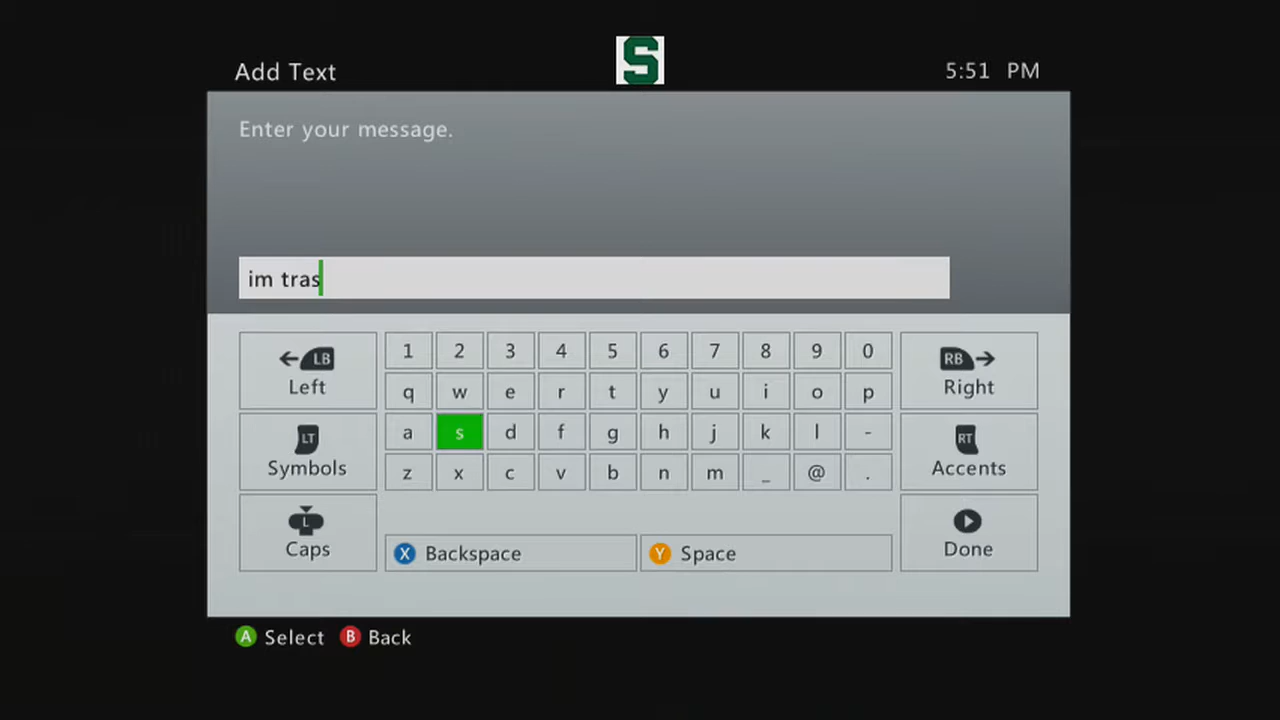 S
Add Text
5:51 PM
Enter your message.
im tras
LB
Left
1 2 3 4 5 6 7 8 9 0
RB
Right
q w e r t y u i o p
LT
Symbols
a s d f g h j k l -
RT
Accents
z x c v b n m _ @ .
L
Caps
X Backspace
Y Space
Done
A Select B Back